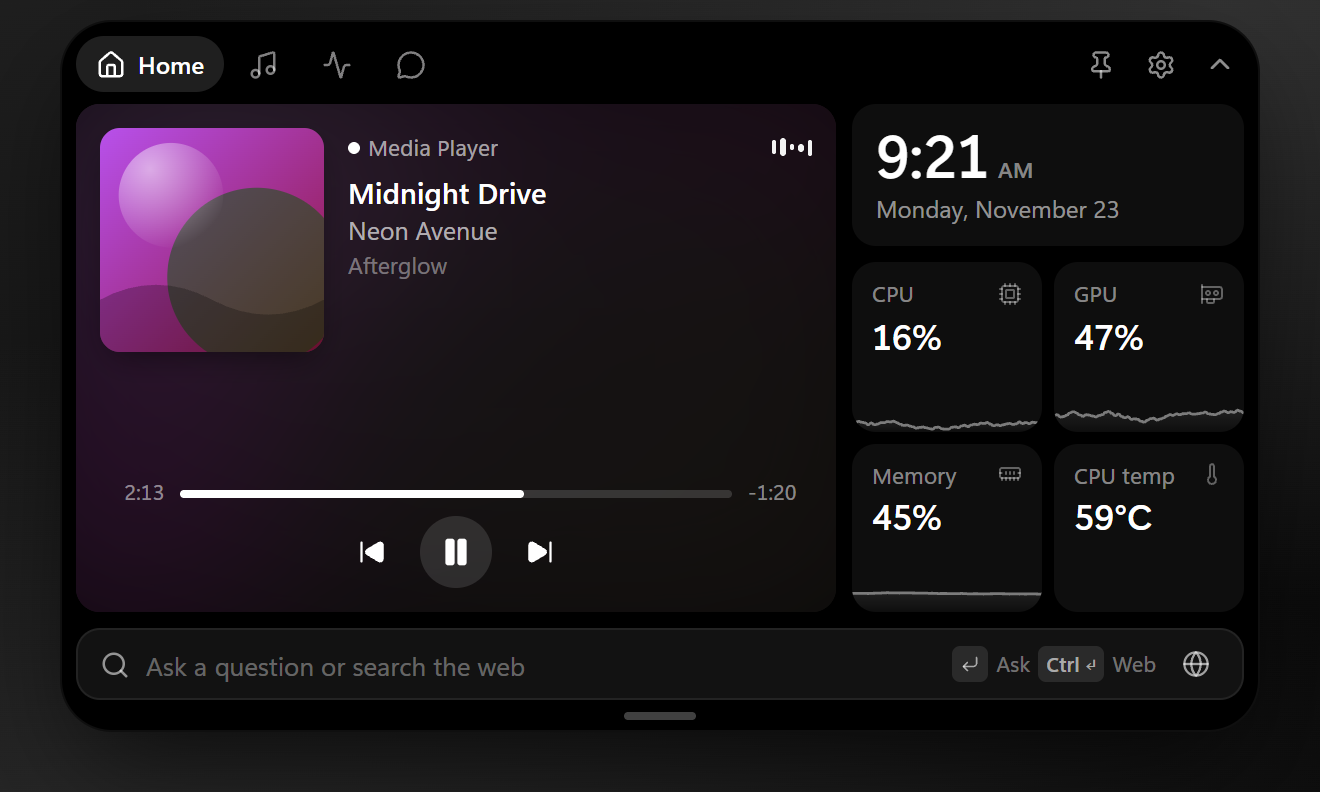 Home
Media Player
Midnight Drive
Neon Avenue
Afterglow
2:13
-1:20
9:21 AM
Monday, November 23
CPU
16%
GPU
47%
Memory
45%
CPU temp
59°C
Ask a question or search the web
↵ Ask Ctrl ↵ Web